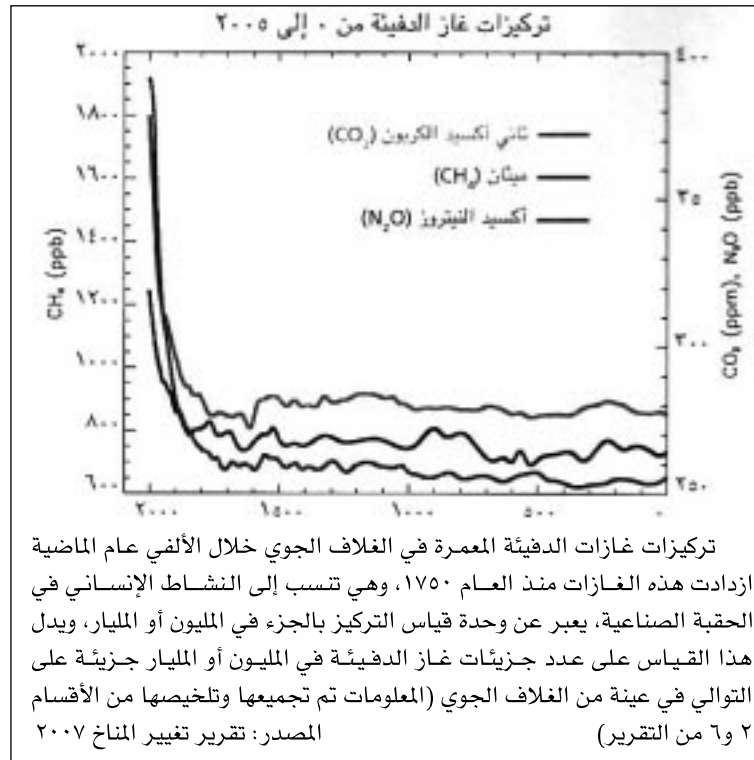 تركيزات غاز الدفيئة من ٠ إلى ٢٠٠٥
٢٠٠٠
١٨٠٠
١٦٠٠
١٤٠٠
١٢٠٠
١٠٠٠
٨٠٠
٦٠٠
CH₄ (ppb)
ثاني أكسيد الكربون (CO₂)
ميثان (CH₄)
أكسيد النيتروز (N₂O)
٤٠٠
٣٥
٣٠٠
٢٥٠
CO₂ (ppm), N₂O (ppb)
٢٠٠٠ ١٥٠٠ ١٠٠٠ ٥٠٠ ٠
تركيزات غازات الدفيئة المعمرة في الغلاف الجوي خلال الألفي عام الماضية
ازدادت هذه الغازات منذ العام ١٧٥٠، وهي تنسب إلى النشاط الإنساني في
الحقبة الصناعية، يعبر عن وحدة قياس التركيز بالجزء في المليون أو المليار، ويدل
هذا القياس على عدد جزيئات غاز الدفيئة في المليون أو المليار جزيئة على
التوالي في عينة من الغلاف الجوي (المعلومات تم تجميعها وتلخيصها من الأقسام
٢ و٦ من التقرير) المصدر: تقرير تغيير المناخ ٢٠٠٧